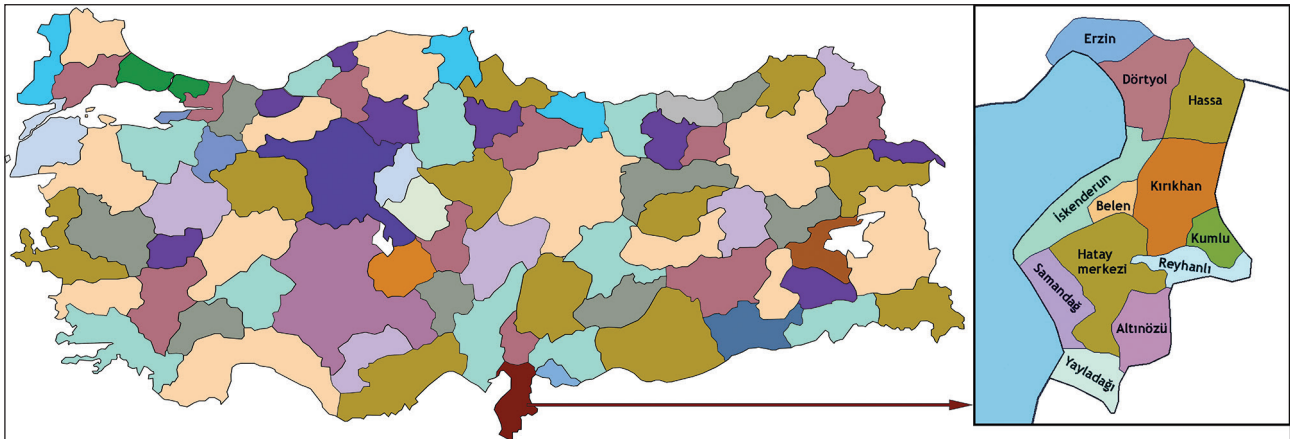 Erzin
Dörtyol
Hassa
İskenderun
Kırıkhan
Belen
Kumlu
Hatay
merkezi
Reyhanlı
Samandağ
Altınözü
Yayladağı